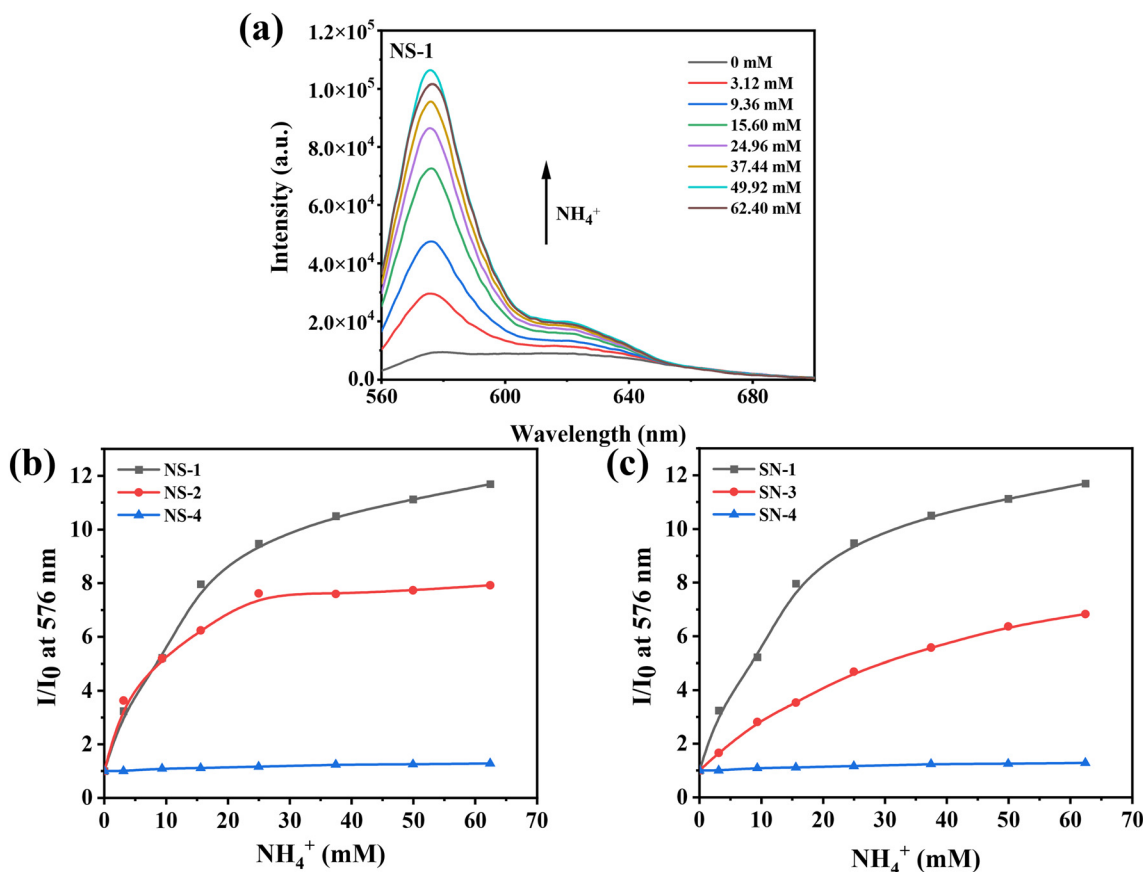 (a)
NS-1
1.2×10⁵
1.0×10⁵
8.0×10⁴
6.0×10⁴
4.0×10⁴
2.0×10⁴
0.0
Intensity (a.u.)
0 mM
3.12 mM
9.36 mM
15.60 mM
24.96 mM
37.44 mM
49.92 mM
62.40 mM
NH₄⁺
560 600 640 680
Wavelength (nm)
(b)
NS-1
NS-2
NS-4
12
10
8
6
4
2
0
I/I₀ at 576 nm
0 10 20 30 40 50 60 70
NH₄⁺ (mM)
(c)
SN-1
SN-3
SN-4
12
10
8
6
4
2
0
I/I₀ at 576 nm
0 10 20 30 40 50 60 70
NH₄⁺ (mM)